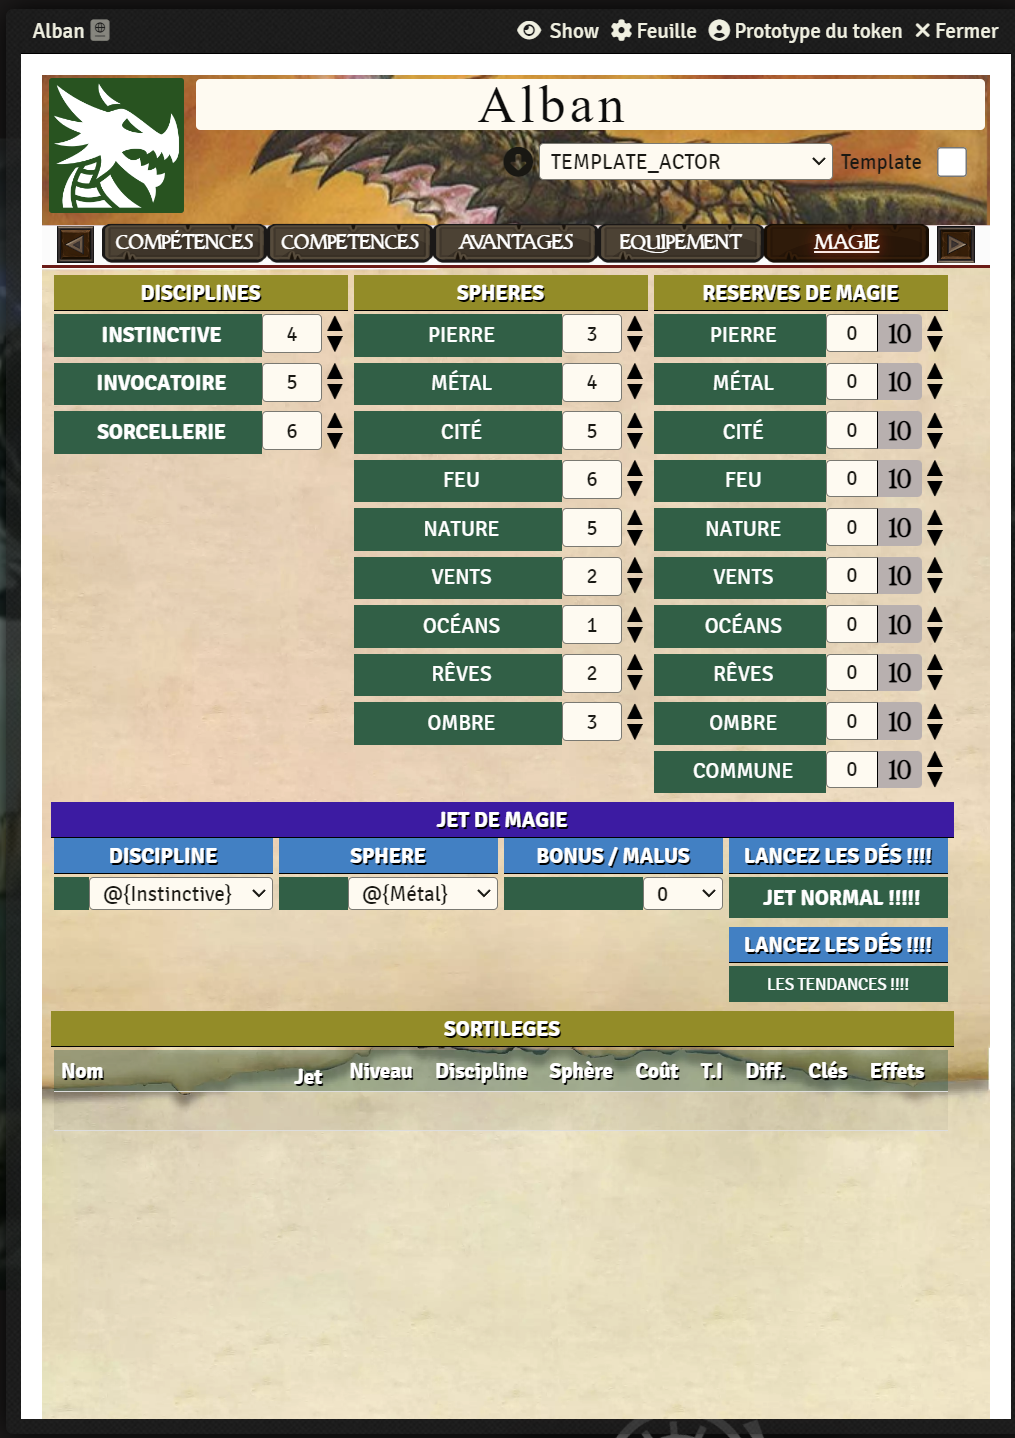 Alban
Show Feuille Prototype du token Fermer
Alban
TEMPLATE_ACTOR Template
COMPÉTENCES COMPETENCES AVANTAGES EQUIPEMENT MAGIE
DISCIPLINES SPHERES RESERVES DE MAGIE
INSTINCTIVE 4 PIERRE 3 PIERRE 0 10
INVOCATOIRE 5 MÉTAL 4 MÉTAL 0 10
SORCELLERIE 6 CITÉ 5 CITÉ 0 10
FEU 6 FEU 0 10
NATURE 5 NATURE 0 10
VENTS 2 VENTS 0 10
OCÉANS 1 OCÉANS 0 10
RÊVES 2 RÊVES 0 10
OMBRE 3 OMBRE 0 10
COMMUNE 0 10
JET DE MAGIE
DISCIPLINE SPHERE BONUS / MALUS LANCEZ LES DÉS !!!!
@{Instinctive} @{Métal} 0 JET NORMAL !!!!!
LANCEZ LES DÉS !!!!
LES TENDANCES !!!!
SORTILEGES
Nom Jet Niveau Discipline Sphère Coût T.I Diff. Clés Effets